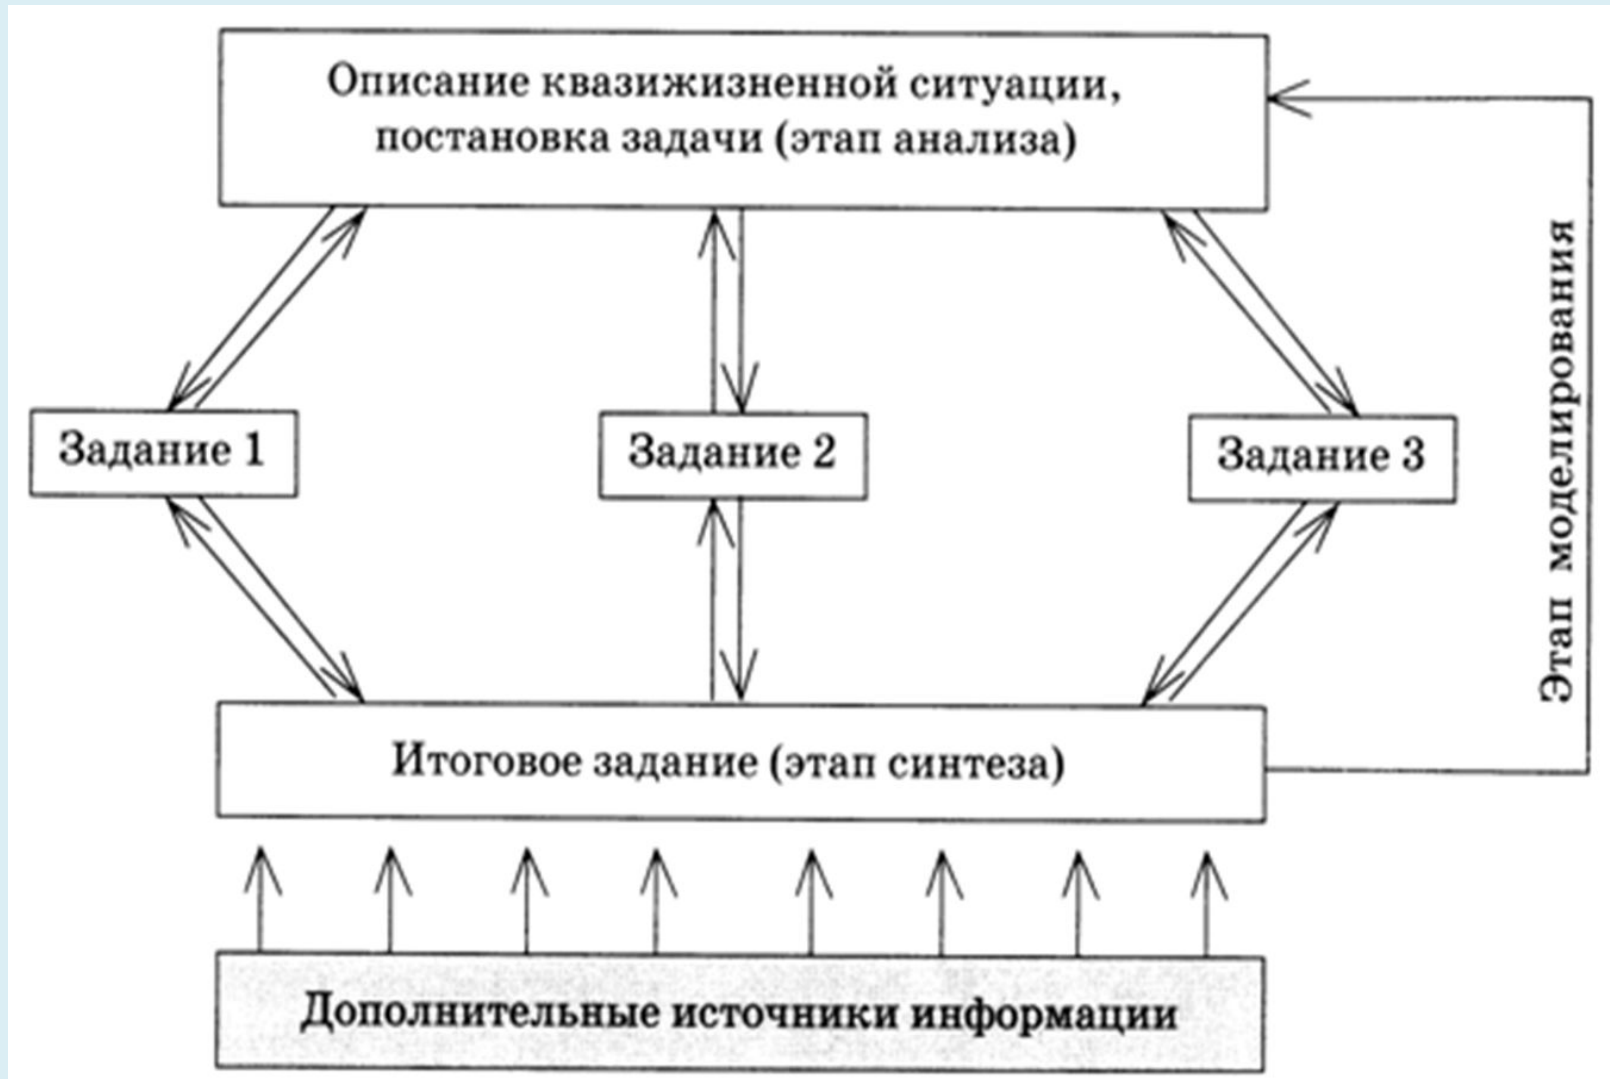 Описание квазижизненной ситуации,
постановка задачи (этап анализа)
Задание 1
Задание 2
Задание 3
Этап моделирования
Итоговое задание (этап синтеза)
Дополнительные источники информации